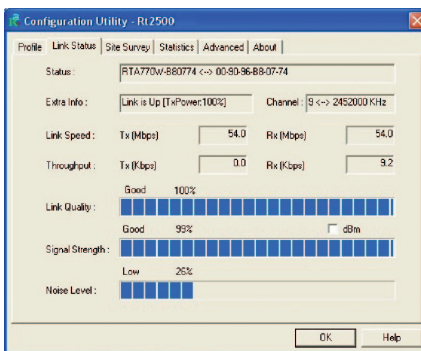 Configuration Utility - Rt2500
Profile Link Status Site Survey Statistics Advanced About
Status : RTA770W-B80774 <--> 00-90-96-B8-07-74
Extra Info : Link is Up [TxPower:100%] Channel : 9 <--> 2452000 KHz
Link Speed : Tx (Mbps) 54.0 Rx (Mbps) 54.0
Throughput : Tx (Kbps) 0.0 Rx (Kbps) 9.2
Good 100%
Link Quality :
Good 99% dBm
Signal Strength :
Low 26%
Noise Level :
OK Help